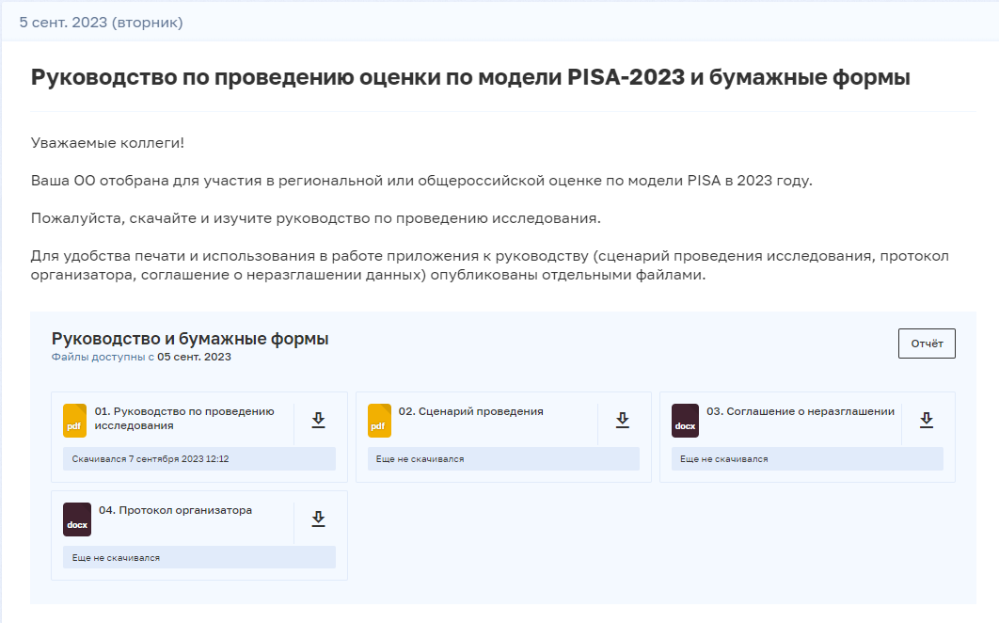 5 сент. 2023 (вторник)
Руководство по проведению оценки по модели PISA-2023 и бумажные формы
Уважаемые коллеги!
Ваша ОО отобрана для участия в региональной или общероссийской оценке по модели PISA в 2023 году.
Пожалуйста, скачайте и изучите руководство по проведению исследования.
Для удобства печати и использования в работе приложения к руководству (сценарий проведения исследования, протокол
организатора, соглашение о неразглашении данных) опубликованы отдельными файлами.
Руководство и бумажные формы
Файлы доступны с 05 сент. 2023
Отчёт
pdf
01. Руководство по проведению
исследования
Скачивался 7 сентября 2023 12:12
pdf
02. Сценарий проведения
Еще не скачивался
docx
03. Соглашение о неразглашении
Еще не скачивался
docx
04. Протокол организатора
Еще не скачивался